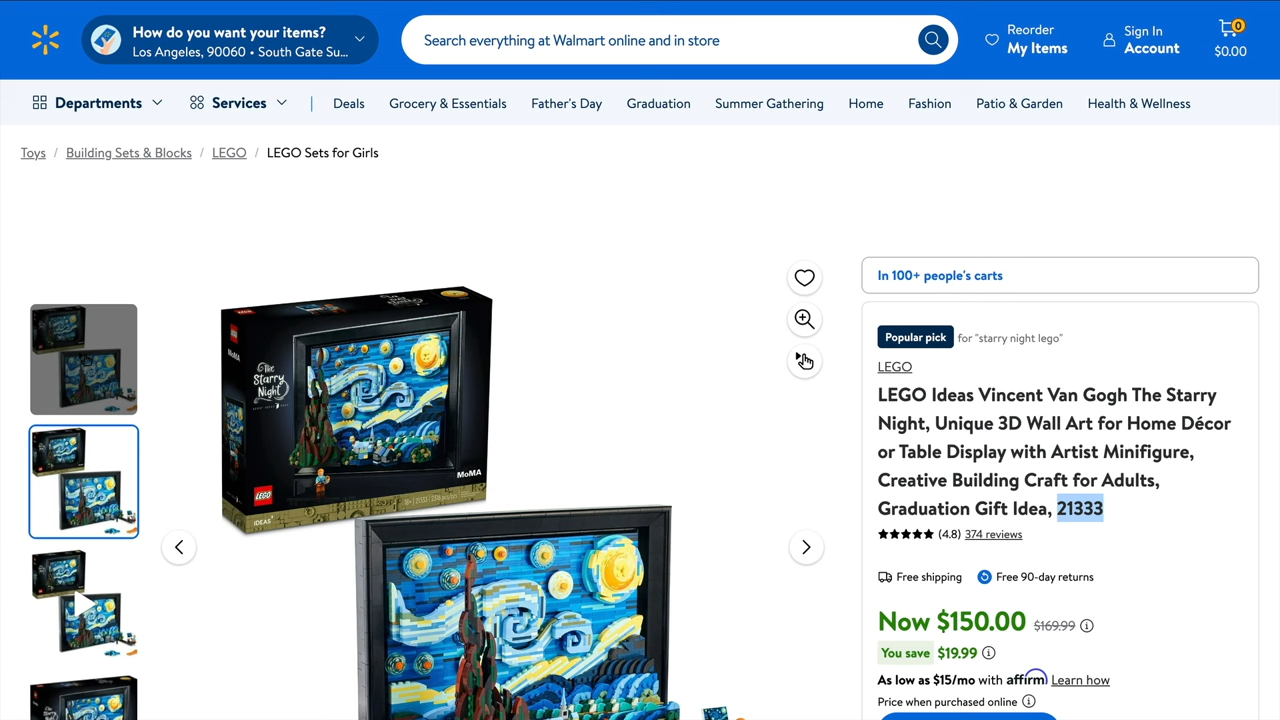 How do you want your items?
Los Angeles, 90060 • South Gate Su...
Search everything at Walmart online and in store
Reorder
My Items
Sign In
Account
0
$0.00
Departments
Services
Deals
Grocery & Essentials
Father's Day
Graduation
Summer Gathering
Home
Fashion
Patio & Garden
Health & Wellness
Toys / Building Sets & Blocks / LEGO / LEGO Sets for Girls
In 100+ people's carts
Popular pick for "starry night lego"
LEGO
LEGO Ideas Vincent Van Gogh The Starry
Night, Unique 3D Wall Art for Home Décor
or Table Display with Artist Minifigure,
Creative Building Craft for Adults,
Graduation Gift Idea, 21333
(4.8) 374 reviews
Free shipping
Free 90-day returns
Now $150.00 $169.99
You save $19.99
As low as $15/mo with affirm Learn how
Price when purchased online
LEGO
MoMA
The
Starry
Night
MoMA
LEGO
IDEAS